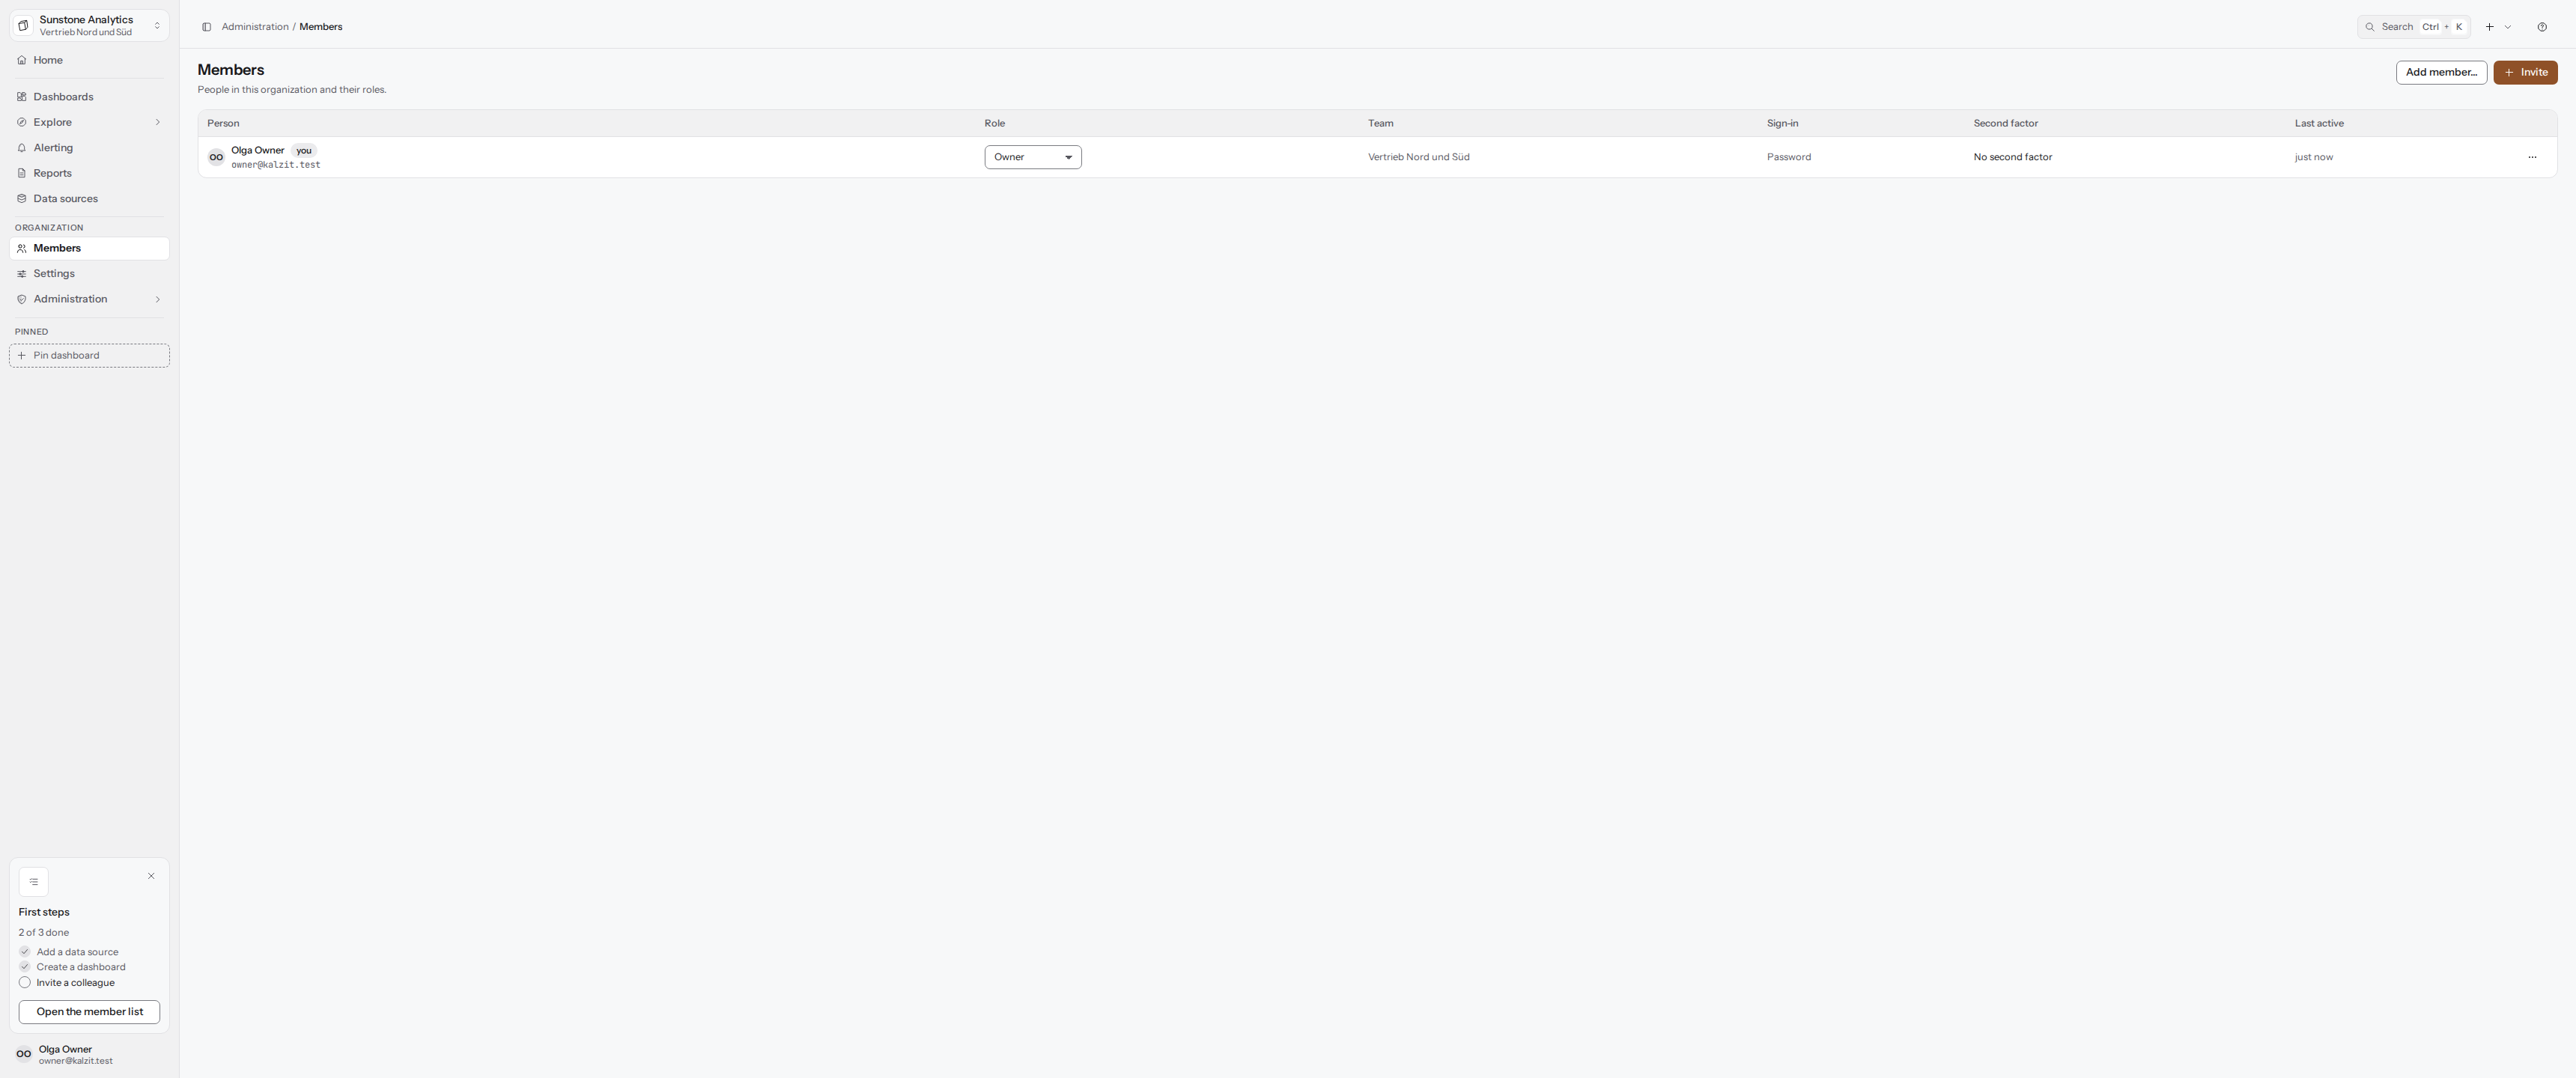 Sunstone Analytics
Vertrieb Nord und Süd
Home
Dashboards
Explore
Alerting
Reports
Data sources
ORGANIZATION
Members
Settings
Administration
PINNED
Pin dashboard
First steps
2 of 3 done
Add a data source
Create a dashboard
Invite a colleague
Open the member list
OO Olga Owner
owner@kalzit.test
Administration / Members
Search Ctrl + K
Members
People in this organization and their roles.
Add member...
Invite
Person Role Team Sign-in Second factor Last active
OO Olga Owner you
owner@kalzit.test
Owner Vertrieb Nord und Süd Password No second factor just now